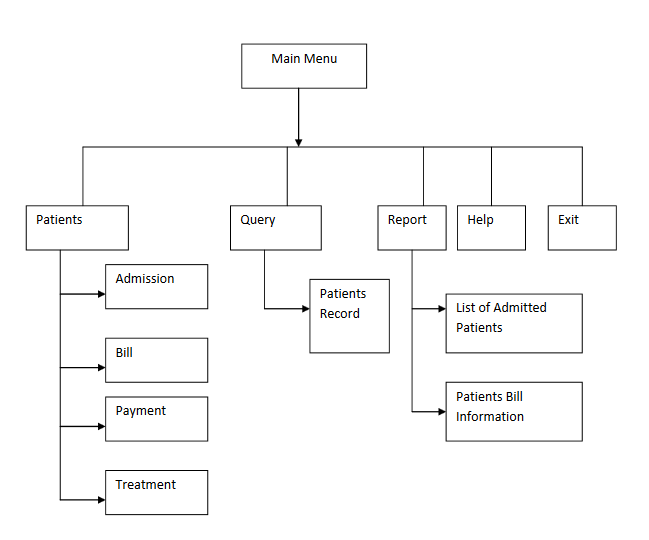 Main Menu
Patients
Query
Report
Help
Exit
Admission
Bill
Payment
Treatment
Patients
Record
List of Admitted
Patients
Patients Bill
Information